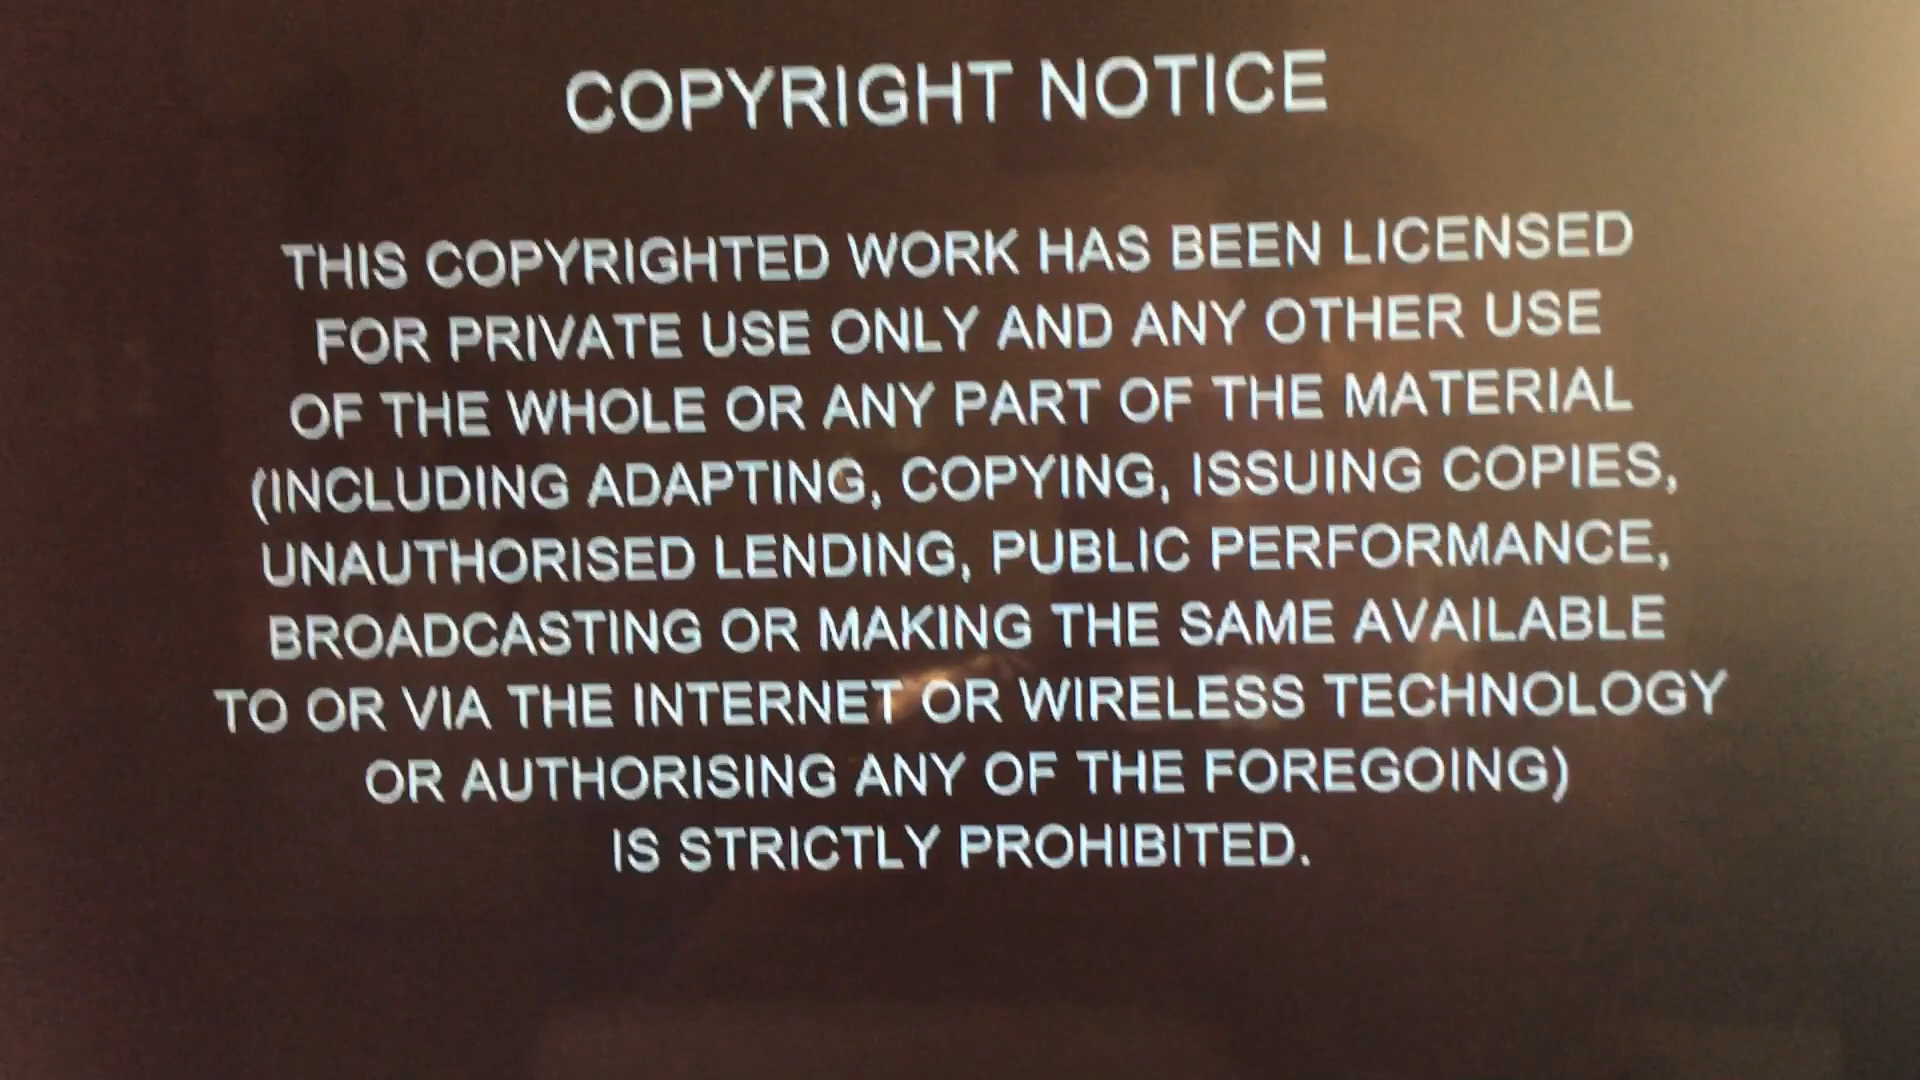 COPYRIGHT NOTICE
THIS COPYRIGHTED WORK HAS BEEN LICENSED
FOR PRIVATE USE ONLY AND ANY OTHER USE
OF THE WHOLE OR ANY PART OF THE MATERIAL
(INCLUDING ADAPTING, COPYING, ISSUING COPIES,
UNAUTHORISED LENDING, PUBLIC PERFORMANCE,
BROADCASTING OR MAKING THE SAME AVAILABLE
TO OR VIA THE INTERNET OR WIRELESS TECHNOLOGY
OR AUTHORISING ANY OF THE FOREGOING)
IS STRICTLY PROHIBITED.